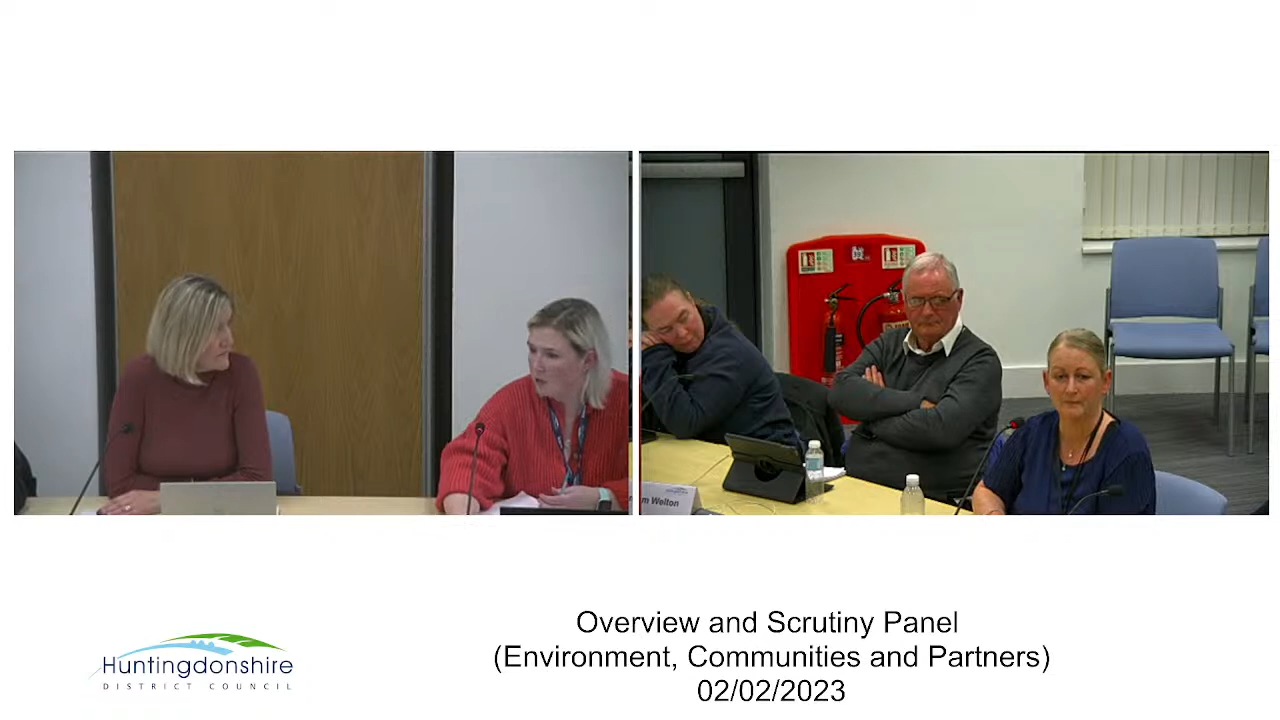 m Welton
Huntingdonshire
DISTRICT COUNCIL
Overview and Scrutiny Panel
(Environment, Communities and Partners)
02/02/2023